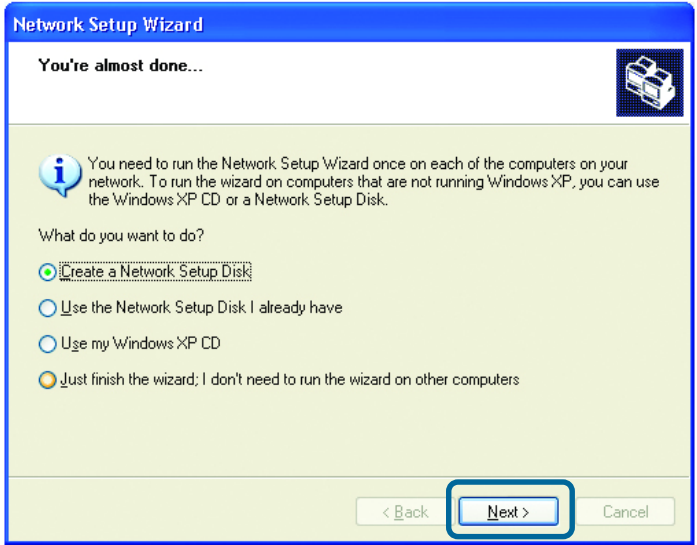 Network Setup Wizard
You're almost done...
You need to run the Network Setup Wizard once on each of the computers on your
network. To run the wizard on computers that are not running Windows XP, you can use
the Windows XP CD or a Network Setup Disk.
What do you want to do?
Create a Network Setup Disk
Use the Network Setup Disk I already have
Use my Windows XP CD
Just finish the wizard; I don't need to run the wizard on other computers
< Back Next > Cancel